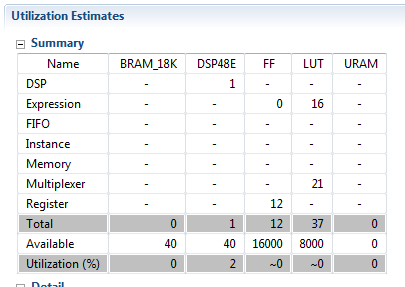 Utilization Estimates
Summary
Name BRAM_18K DSP48E FF LUT URAM
DSP - 1 - - -
Expression - - 0 16 -
FIFO - - - - -
Instance - - - - -
Memory - - - - -
Multiplexer - - - 21 -
Register - - 12 - -
Total 0 1 12 37 0
Available 40 40 16000 8000 0
Utilization (%) 0 2 ~0 ~0 0
Detail